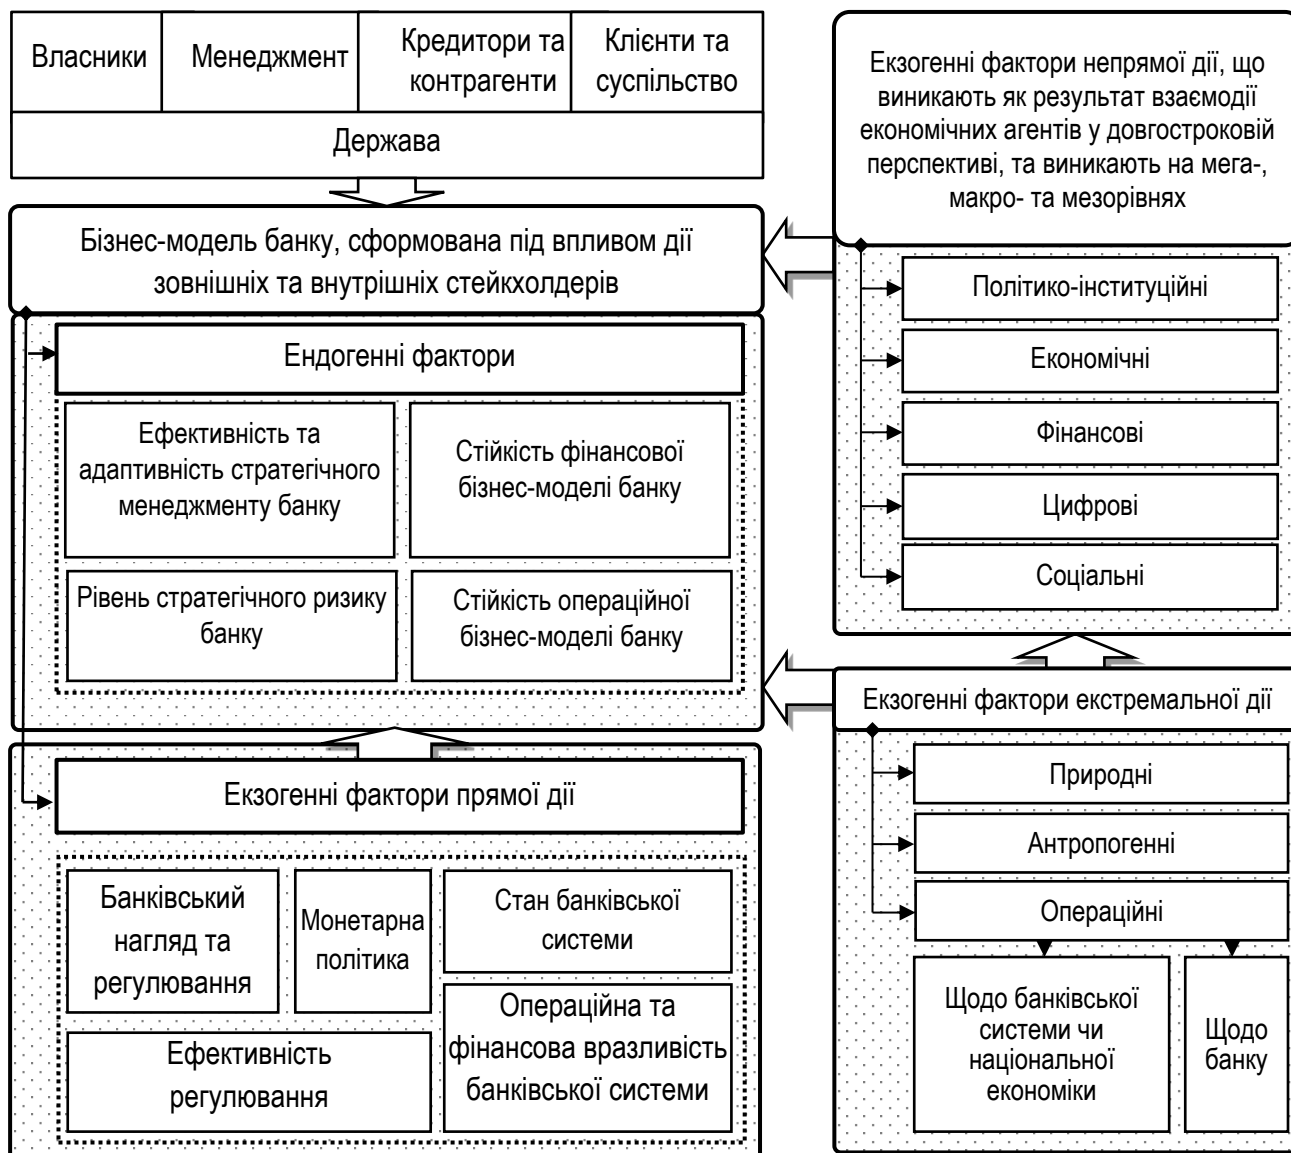 Власники
Менеджмент
Кредитори та
контрагенти
Клієнти та
суспільство
Держава
Бізнес-модель банку, сформована під впливом дії
зовнішніх та внутрішніх стейкхолдерів
Ендогенні фактори
Ефективність та
адаптивність стратегічного
менеджменту банку
Стійкість фінансової
бізнес-моделі банку
Рівень стратегічного ризику
банку
Стійкість операційної
бізнес-моделі банку
Екзогенні фактори прямої дії
Банківський
нагляд та
регулювання
Монетарна
політика
Стан банківської
системи
Ефективність
регулювання
Операційна та
фінансова вразливість
банківської системи
Екзогенні фактори непрямої дії, що
виникають як результат взаємодії
економічних агентів у довгостроковій
перспективі, та виникають на мега-,
макро- та мезорівнях
Політико-інституційні
Економічні
Фінансові
Цифрові
Соціальні
Екзогенні фактори екстремальної дії
Природні
Антропогенні
Операційні
Щодо банківської
системи чи
національної
економіки
Щодо
банку